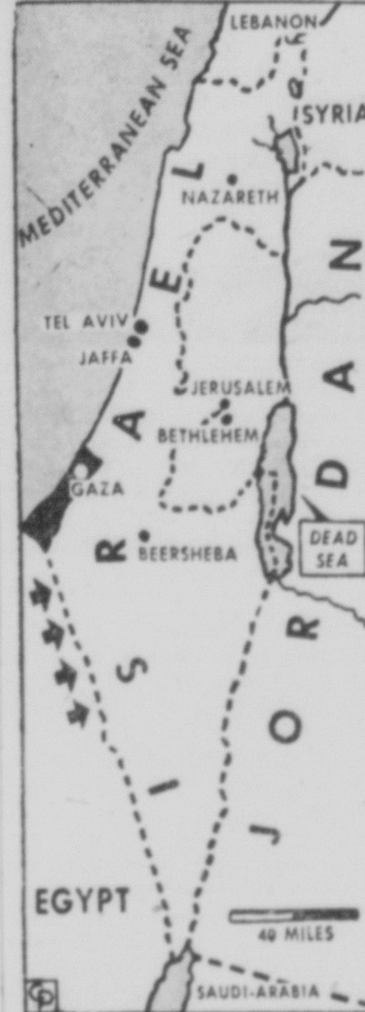 LEBANON
MEDITERRANEAN SEA
SYRIA
NAZARETH
TEL AVIV
JAFFA
JERUSALEM
BETHLEHEM
GAZA
DEAD
SEA
BEERSHEBA
ISRAEL
JORDAN
EGYPT
40 MILES
CP
SAUDI-ARABIA